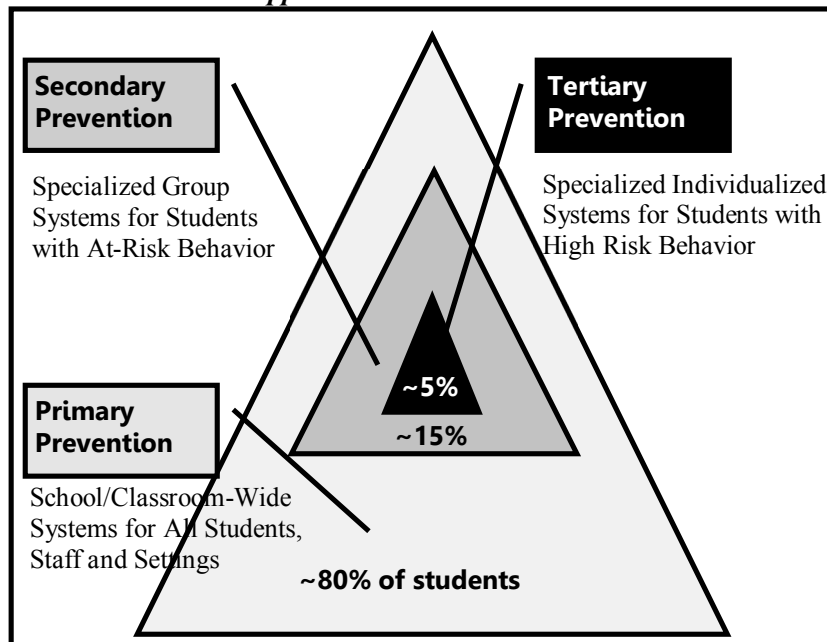 Secondary
Prevention
Specialized Group
Systems for Students
with At-Risk Behavior
Tertiary
Prevention
Specialized Individualized
Systems for Students with
High Risk Behavior
~5%
~15%
Primary
Prevention
School/Classroom-Wide
Systems for All Students,
Staff and Settings
~80% of students